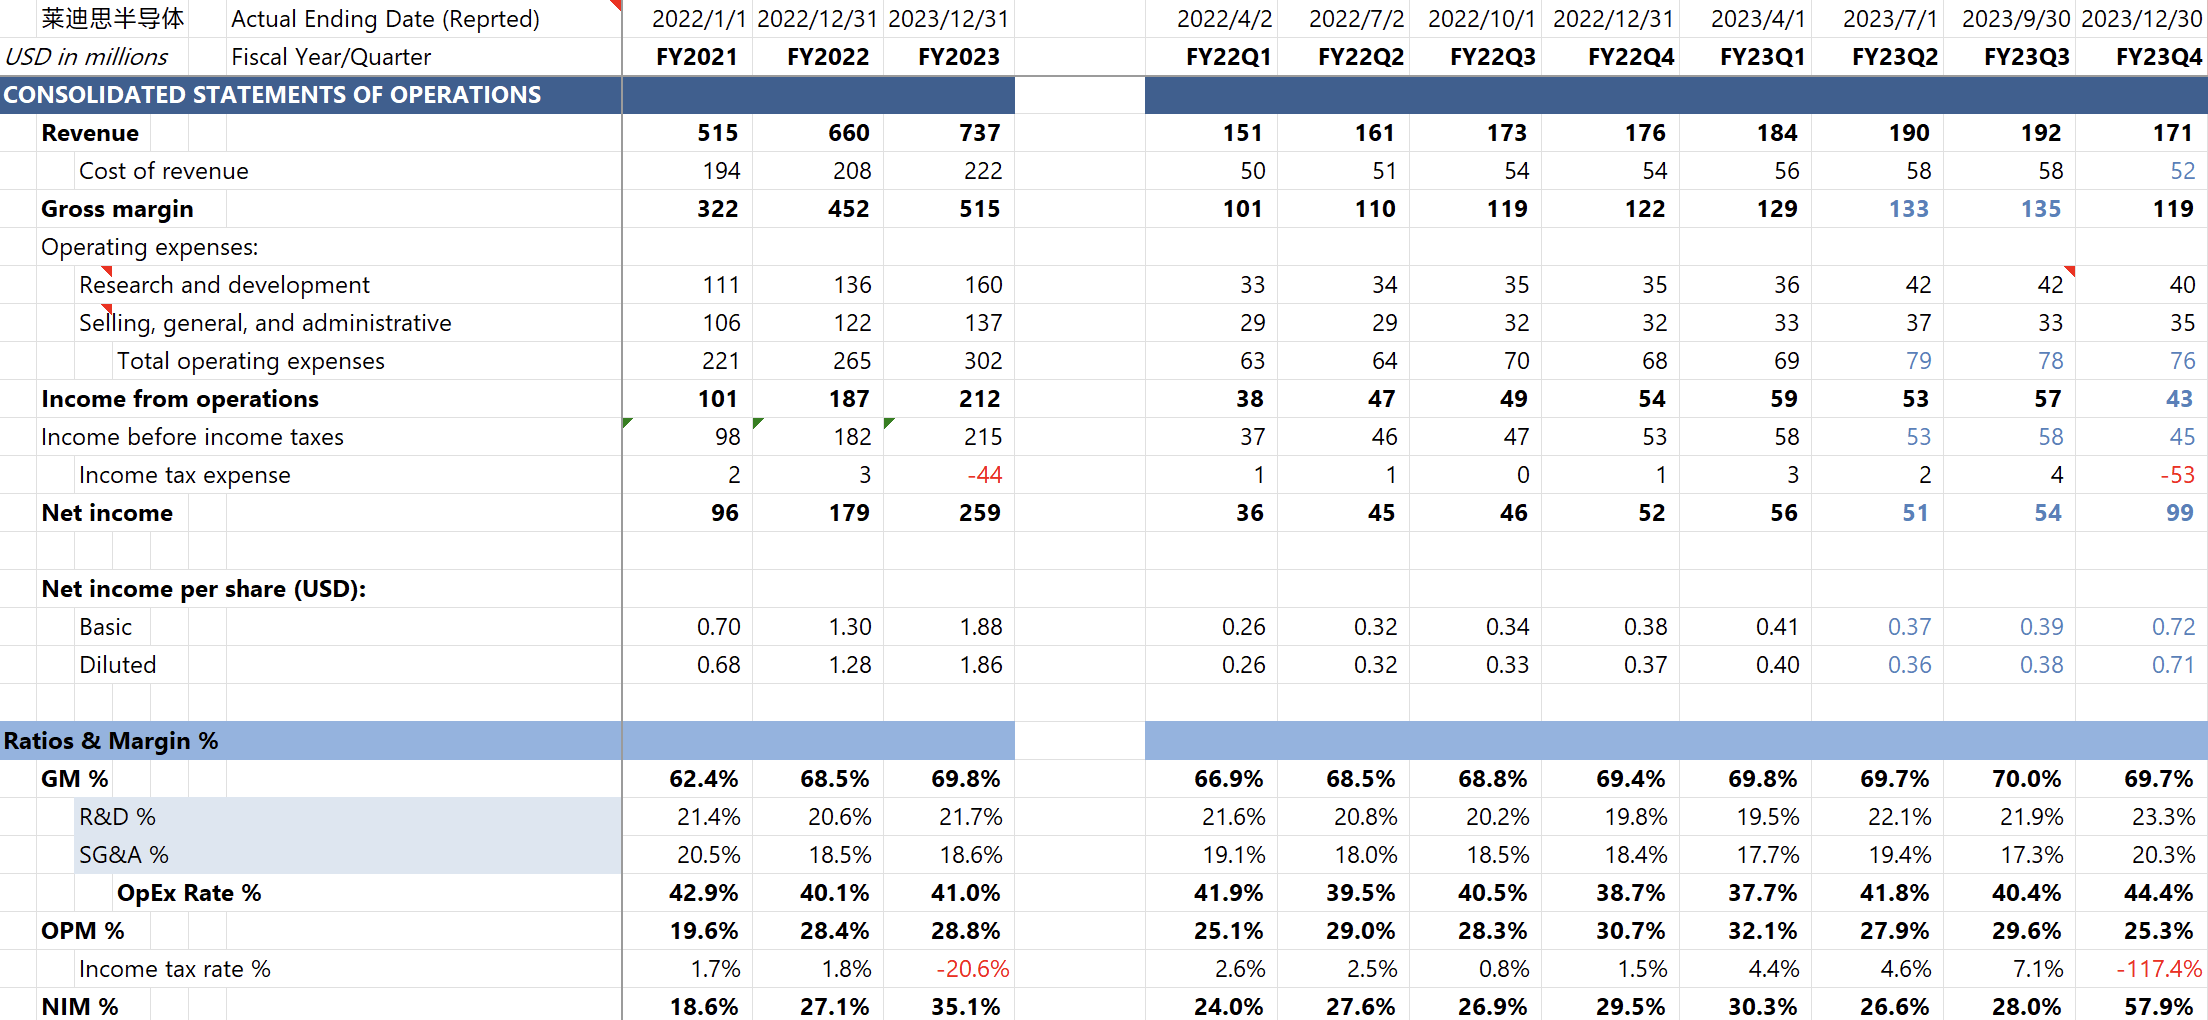 莱迪思半导体 Actual Ending Date (Reprted) 2022/1/1 2022/12/31 2023/12/31 2022/4/2 2022/7/2 2022/10/1 2022/12/31 2023/4/1 2023/7/1 2023/9/30 2023/12/30
USD in millions Fiscal Year/Quarter FY2021 FY2022 FY2023 FY22Q1 FY22Q2 FY22Q3 FY22Q4 FY23Q1 FY23Q2 FY23Q3 FY23Q4
CONSOLIDATED STATEMENTS OF OPERATIONS
Revenue 515 660 737 151 161 173 176 184 190 192 171
Cost of revenue 194 208 222 50 51 54 54 56 58 58 52
Gross margin 322 452 515 101 110 119 122 129 133 135 119
Operating expenses:
Research and development 111 136 160 33 34 35 35 36 42 42 40
Selling, general, and administrative 106 122 137 29 29 32 32 33 37 33 35
Total operating expenses 221 265 302 63 64 70 68 69 79 78 76
Income from operations 101 187 212 38 47 49 54 59 53 57 43
Income before income taxes 98 182 215 37 46 47 53 58 53 58 45
Income tax expense 2 3 -44 1 1 0 1 3 2 4 -53
Net income 96 179 259 36 45 46 52 56 51 54 99
Net income per share (USD):
Basic 0.70 1.30 1.88 0.26 0.32 0.34 0.38 0.41 0.37 0.39 0.72
Diluted 0.68 1.28 1.86 0.26 0.32 0.33 0.37 0.40 0.36 0.38 0.71
Ratios & Margin %
GM % 62.4% 68.5% 69.8% 66.9% 68.5% 68.8% 69.4% 69.8% 69.7% 70.0% 69.7%
R&D % 21.4% 20.6% 21.7% 21.6% 20.8% 20.2% 19.8% 19.5% 22.1% 21.9% 23.3%
SG&A % 20.5% 18.5% 18.6% 19.1% 18.0% 18.5% 18.4% 17.7% 19.4% 17.3% 20.3%
OpEx Rate % 42.9% 40.1% 41.0% 41.9% 39.5% 40.5% 38.7% 37.7% 41.8% 40.4% 44.4%
OPM % 19.6% 28.4% 28.8% 25.1% 29.0% 28.3% 30.7% 32.1% 27.9% 29.6% 25.3%
Income tax rate % 1.7% 1.8% -20.6% 2.6% 2.5% 0.8% 1.5% 4.4% 4.6% 7.1% -117.4%
NIM % 18.6% 27.1% 35.1% 24.0% 27.6% 26.9% 29.5% 30.3% 26.6% 28.0% 57.9%